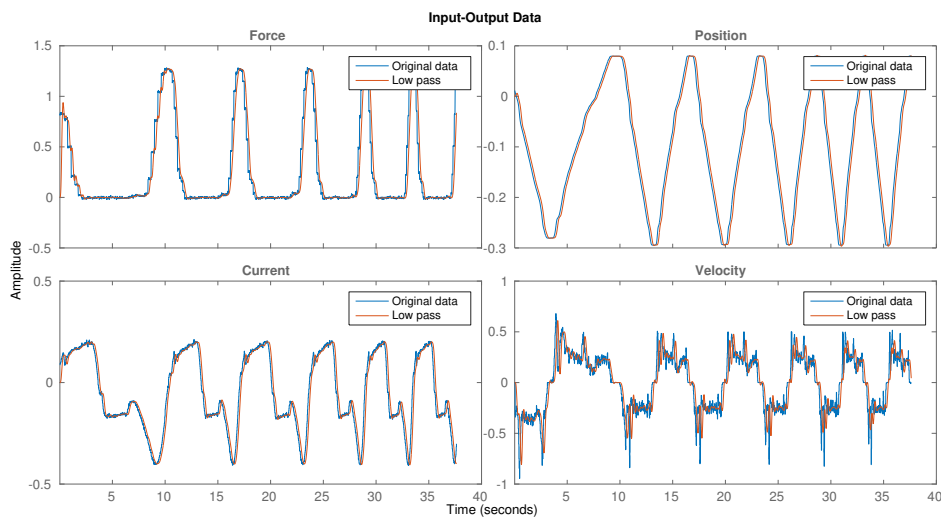 Input-Output Data
Force
Position
1.5
1
0.5
0
-0.5
Original data
Low pass
0.1
0
-0.1
-0.2
-0.3
Original data
Low pass
Amplitude
Current
Velocity
0.5
0
-0.5
Original data
Low pass
5 10 15 20 25 30 35 40
1
0.5
0
-0.5
-1
Original data
Low pass
5 10 15 20 25 30 35 40
Time (seconds)